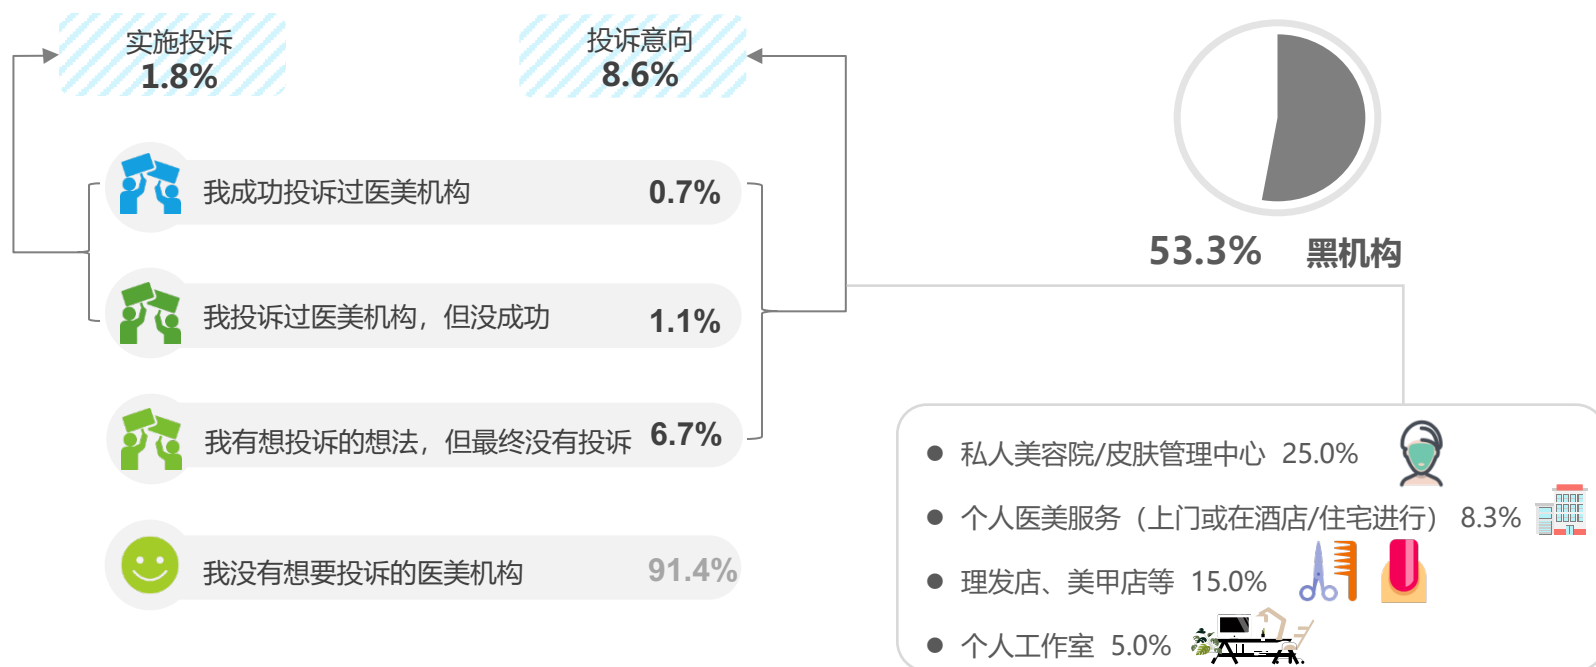 实施投诉
1.8%
投诉意向
8.6%
我成功投诉过医美机构 0.7%
我投诉过医美机构，但没成功 1.1%
我有想投诉的想法，但最终没有投诉 6.7%
我没有想要投诉的医美机构 91.4%
53.3% 黑机构
● 私人美容院/皮肤管理中心 25.0%
● 个人医美服务（上门或在酒店/住宅进行） 8.3%
● 理发店、美甲店等 15.0%
● 个人工作室 5.0%